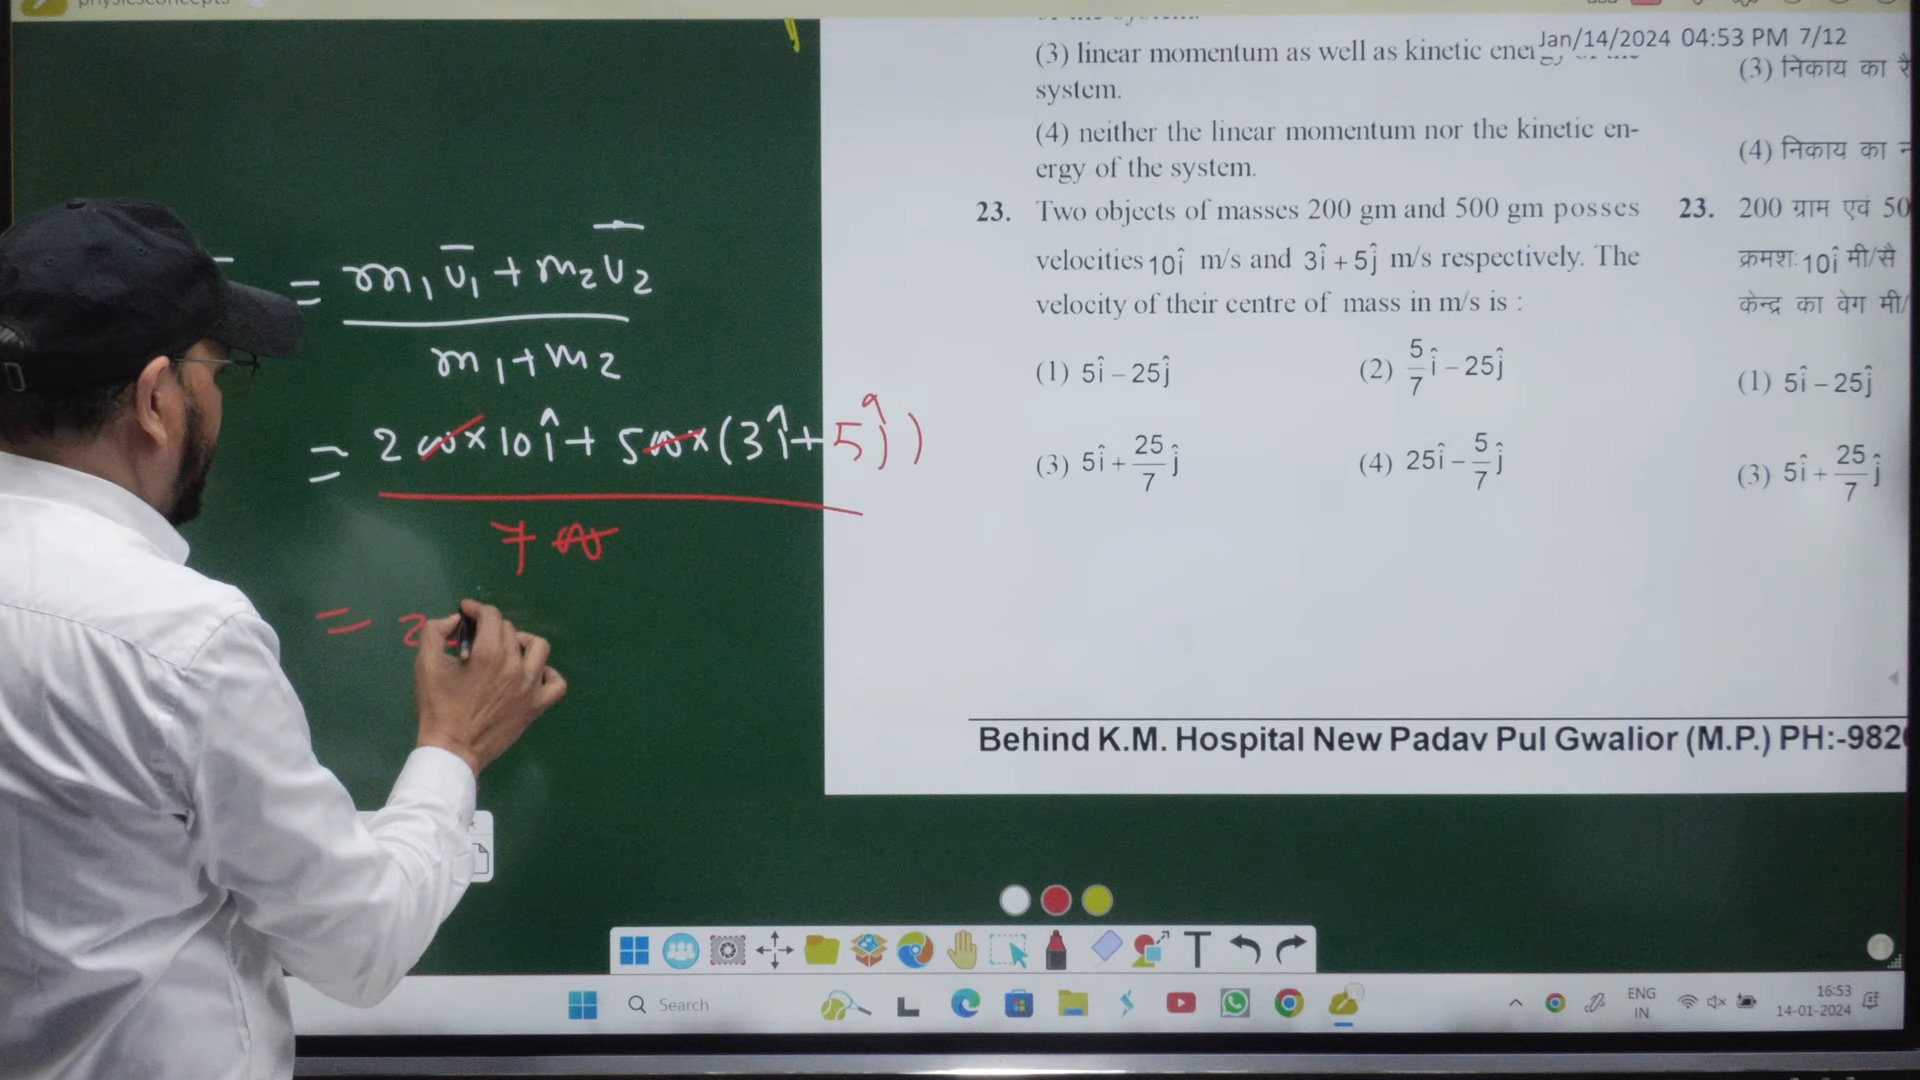 physicsconcepts
Jan/14/2024 04:53 PM 7/12
(3) linear momentum as well as kinetic
system.
(4) neither the linear momentum nor the kinetic en-
ergy of the system.
23. Two objects of masses 200 gm and 500 gm posses
velocities 10î m/s and 3î + 5ĵ m/s respectively. The
velocity of their centre of mass in m/s is :
(1) 5î – 25ĵ (2) 5/7 î – 25ĵ
(3) 5î + 25/7 ĵ (4) 25î – 5/7 ĵ
(3) निकाय का
(4) निकाय का
23. 200 ग्राम एवं 50
क्रमश: 10î मी/सै
केन्द्र का वेग मी/
(1) 5î – 25ĵ
(3) 5î + 25/7 ĵ
Behind K.M. Hospital New Padav Pul Gwalior (M.P.) PH:-982
= m₁v̄₁ + m₂v̄₂
m₁ + m₂
= 200 × 10î + 500 × (3î + 5ĵ)
7
= 2
T
Search
ENG
IN
16:53
14-01-2024